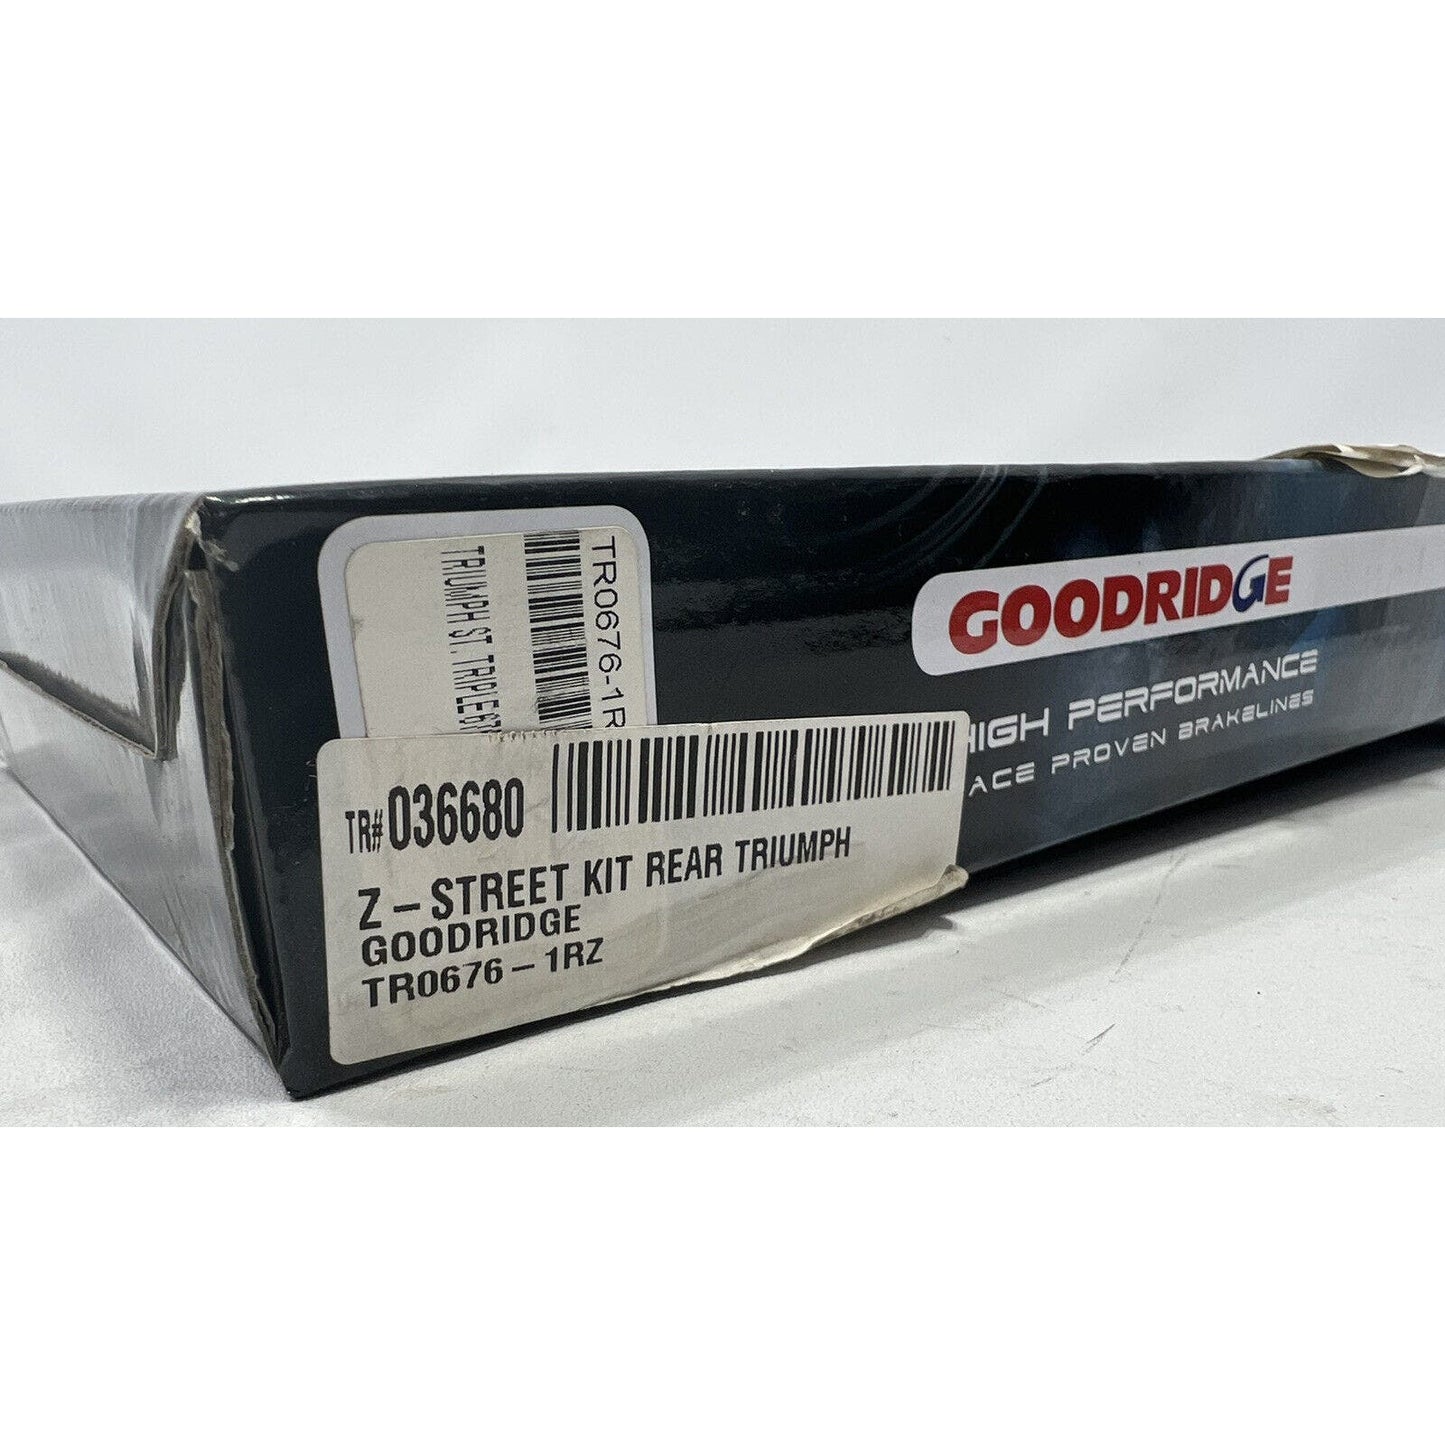 TR0676-1R
TRIUMPH ST. TRIPLE675
GOODRIDGE
HIGH PERFORMANCE
ACE PROVEN BRAKELINES
TR# 036680
Z-STREET KIT REAR TRIUMPH
GOODRIDGE
TR0676-1RZ